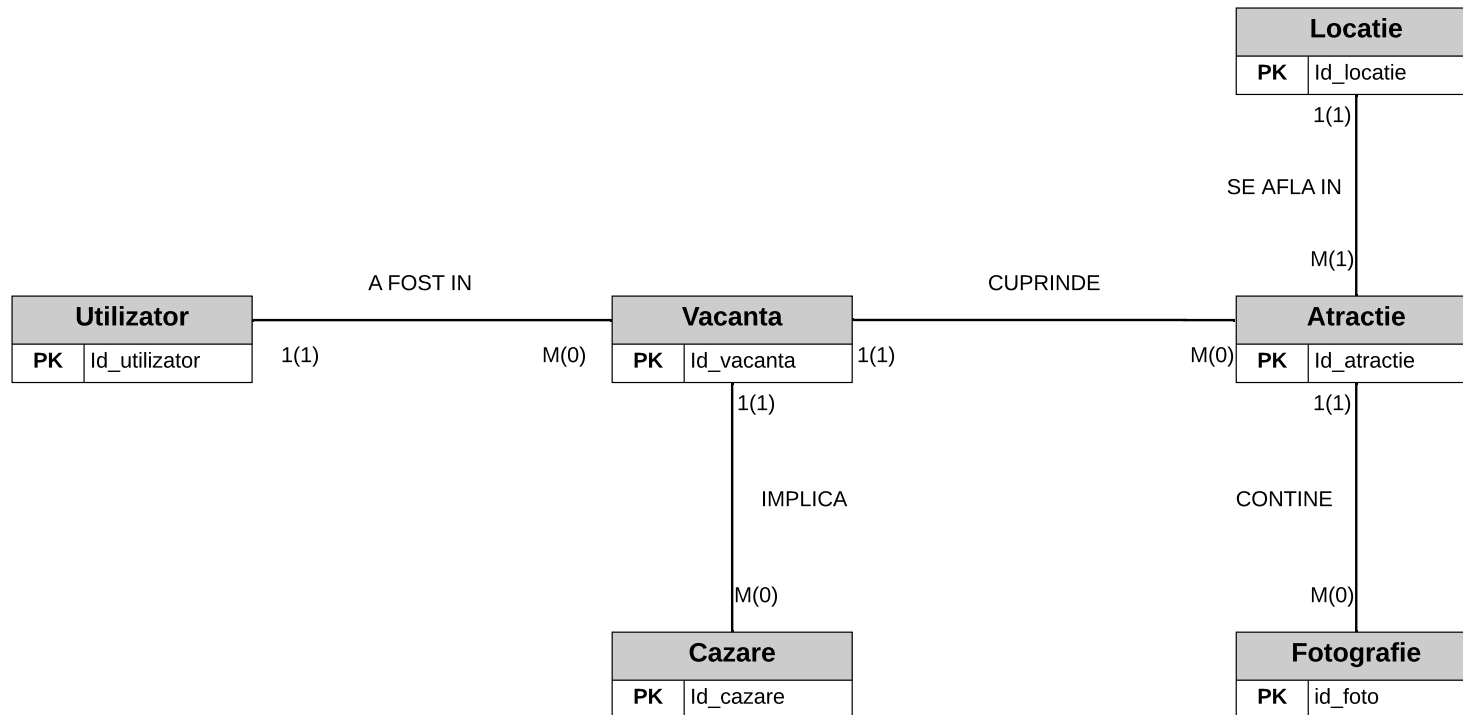 Locatie
PK Id_locatie
1(1)
SE AFLA IN
M(1)
A FOST IN
CUPRINDE
Utilizator
PK Id_utilizator
1(1)
M(0)
Vacanta
PK Id_vacanta
1(1)
M(0)
Atractie
PK Id_atractie
1(1)
1(1)
IMPLICA
CONTINE
M(0)
M(0)
Cazare
PK Id_cazare
Fotografie
PK id_foto